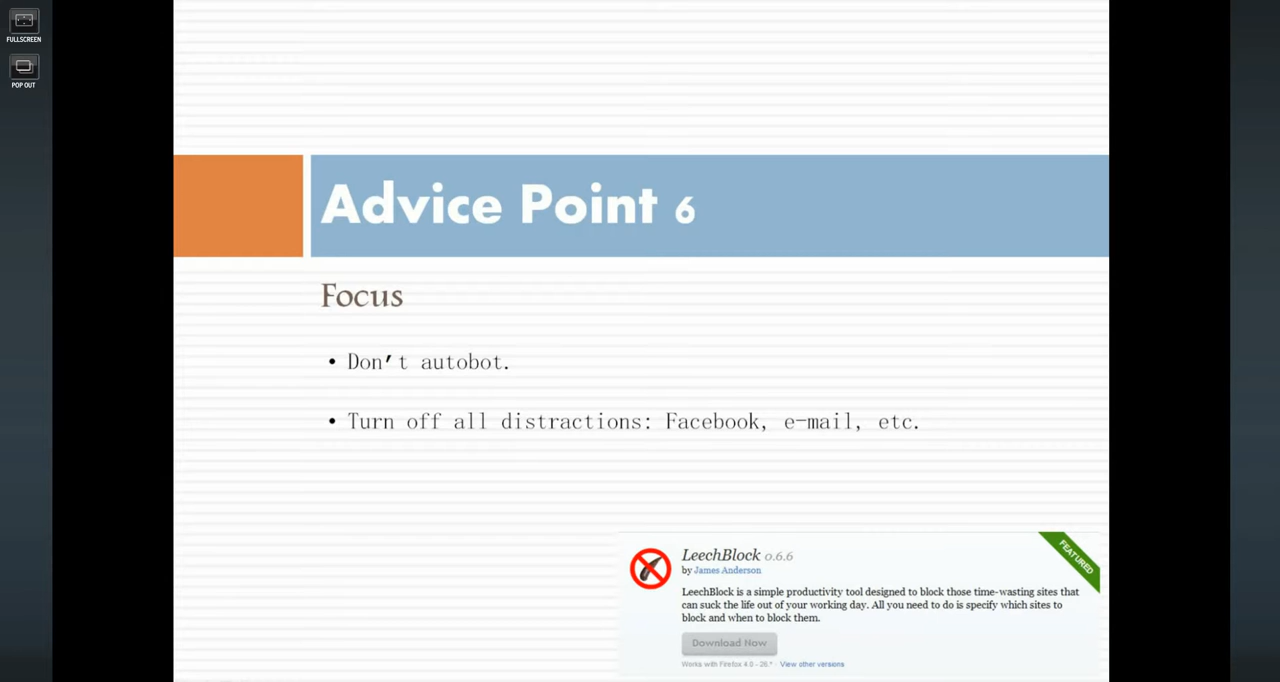 FULLSCREEN
POP OUT
Advice Point 6
Focus
• Don't autobot.
• Turn off all distractions: Facebook, e-mail, etc.
LeechBlock 0.6.6
by James Anderson
FEATURED
LeechBlock is a simple productivity tool designed to block those time-wasting sites that
can suck the life out of your working day. All you need to do is specify which sites to
block and when to block them.
Download Now
Works with Firefox 4.0 - 26.* · View other versions